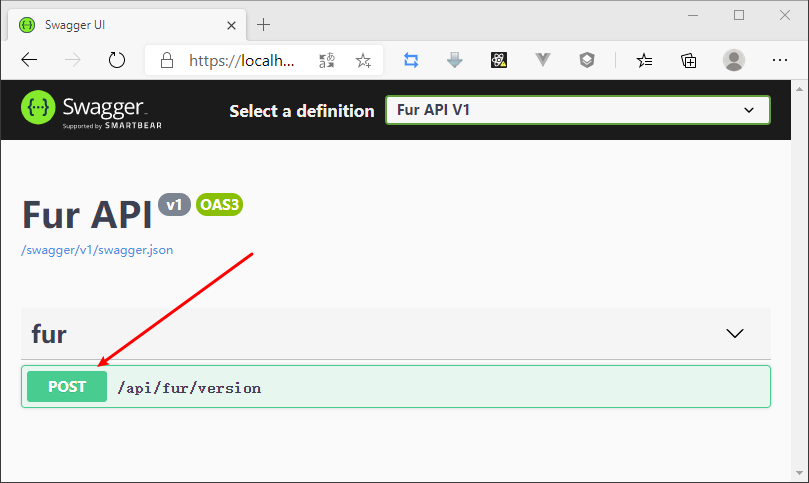 Swagger UI
https://localh...
Swagger
Supported by SMARTBEAR
Select a definition
Fur API V1
Fur API
v1
OAS3
/swagger/v1/swagger.json
fur
POST
/api/fur/version